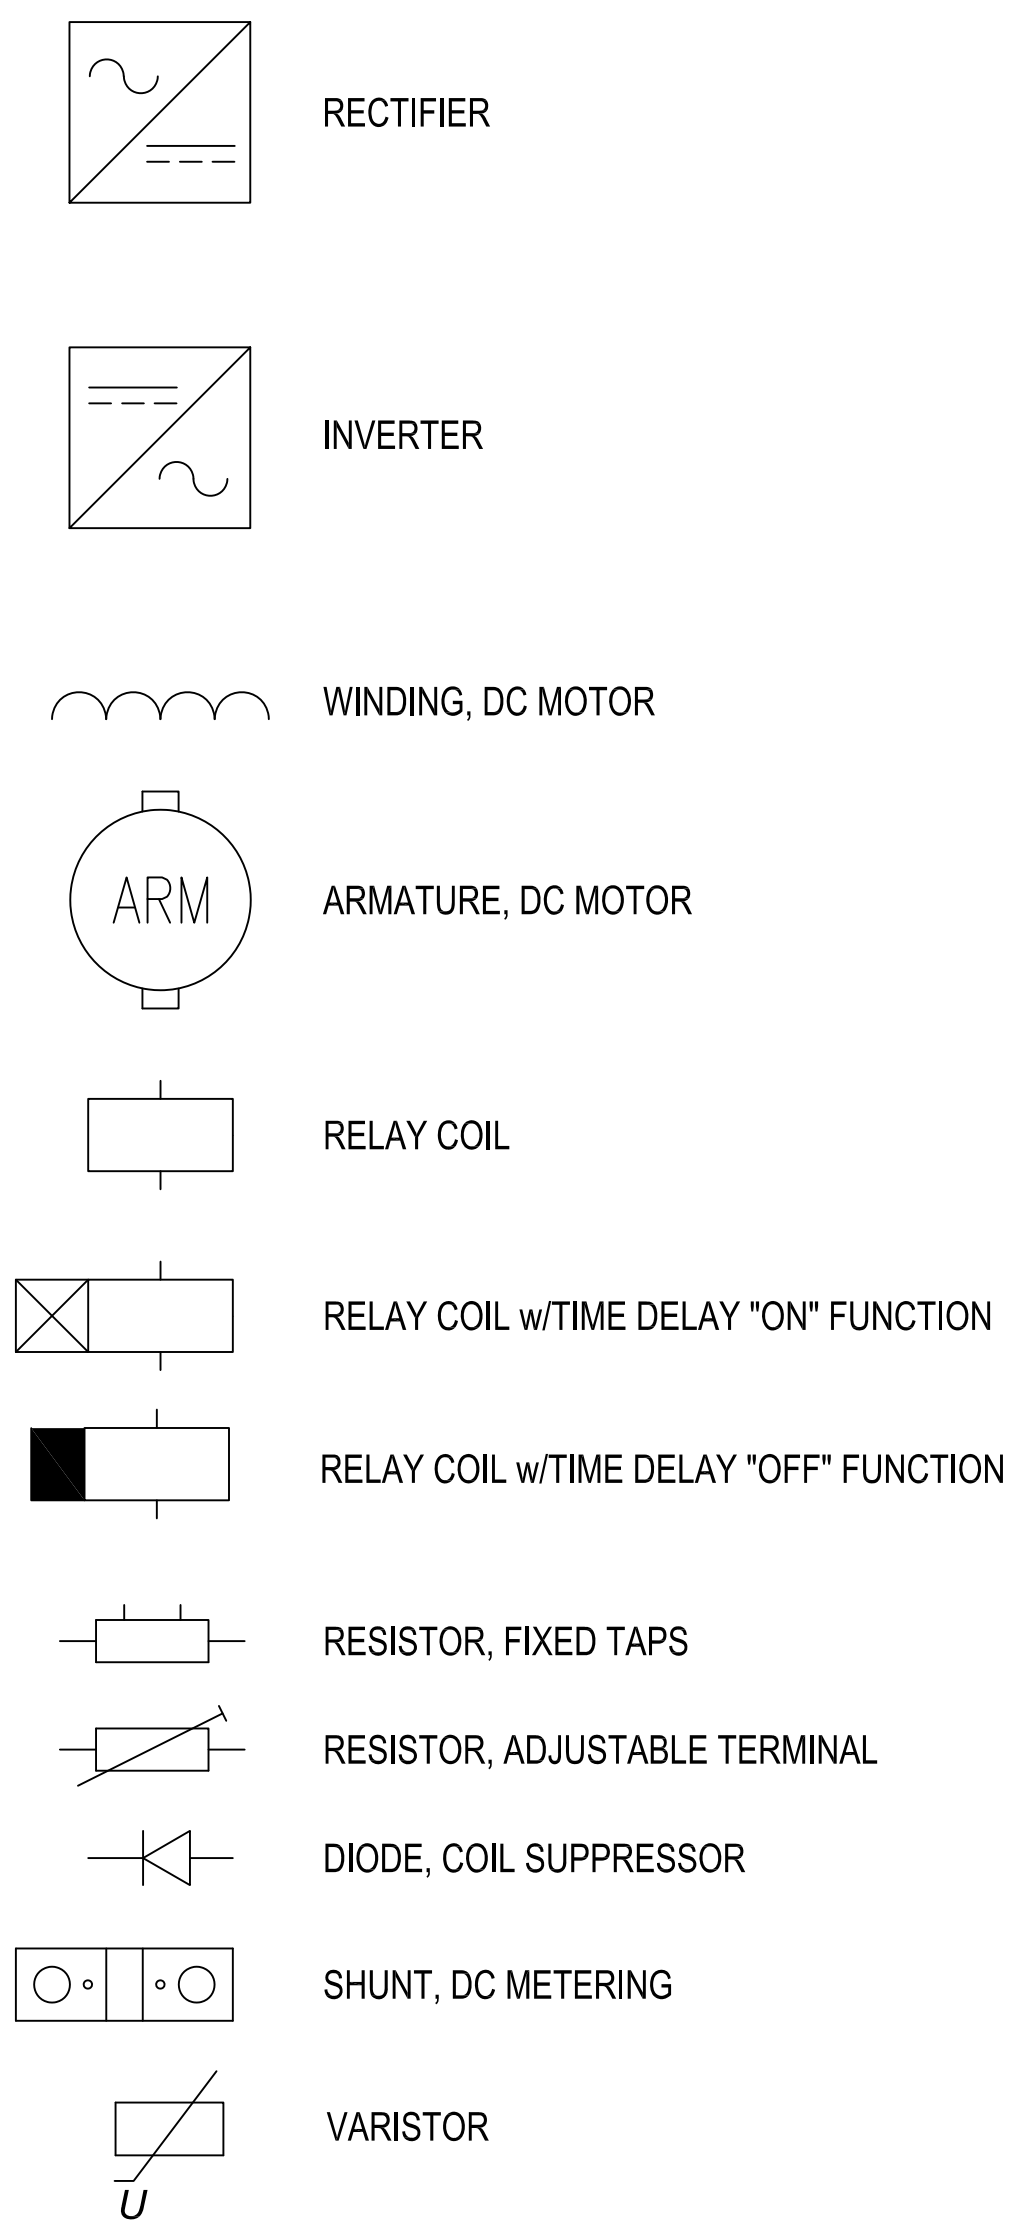 RECTIFIER
INVERTER
WINDING, DC MOTOR
ARM
ARMATURE, DC MOTOR
RELAY COIL
RELAY COIL w/TIME DELAY "ON" FUNCTION
RELAY COIL w/TIME DELAY "OFF" FUNCTION
RESISTOR, FIXED TAPS
RESISTOR, ADJUSTABLE TERMINAL
DIODE, COIL SUPPRESSOR
SHUNT, DC METERING
VARISTOR
U